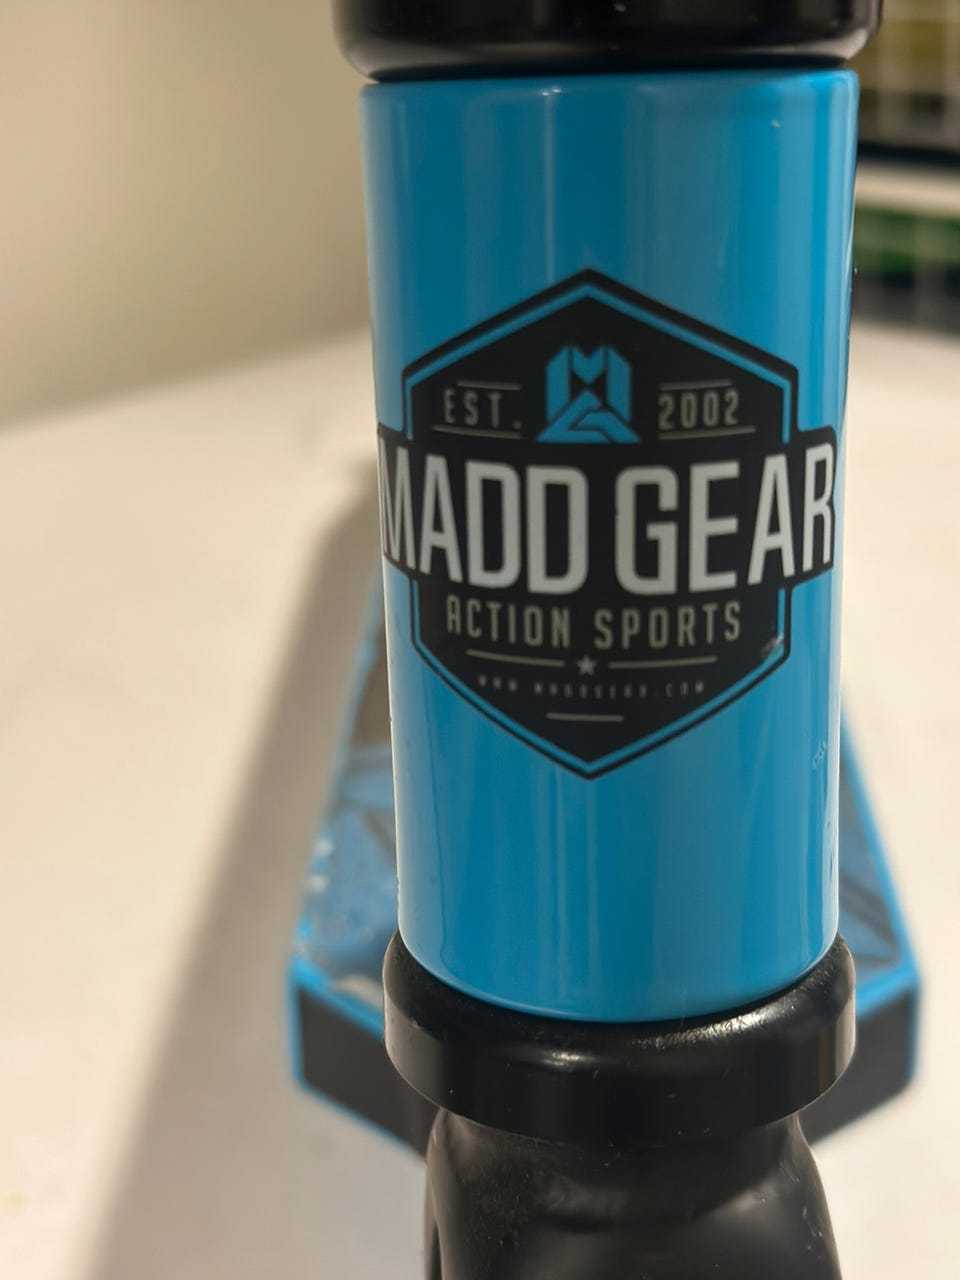 EST. 2002
MADD GEAR
ACTION SPORTS
WWW.MADDGEAR.COM